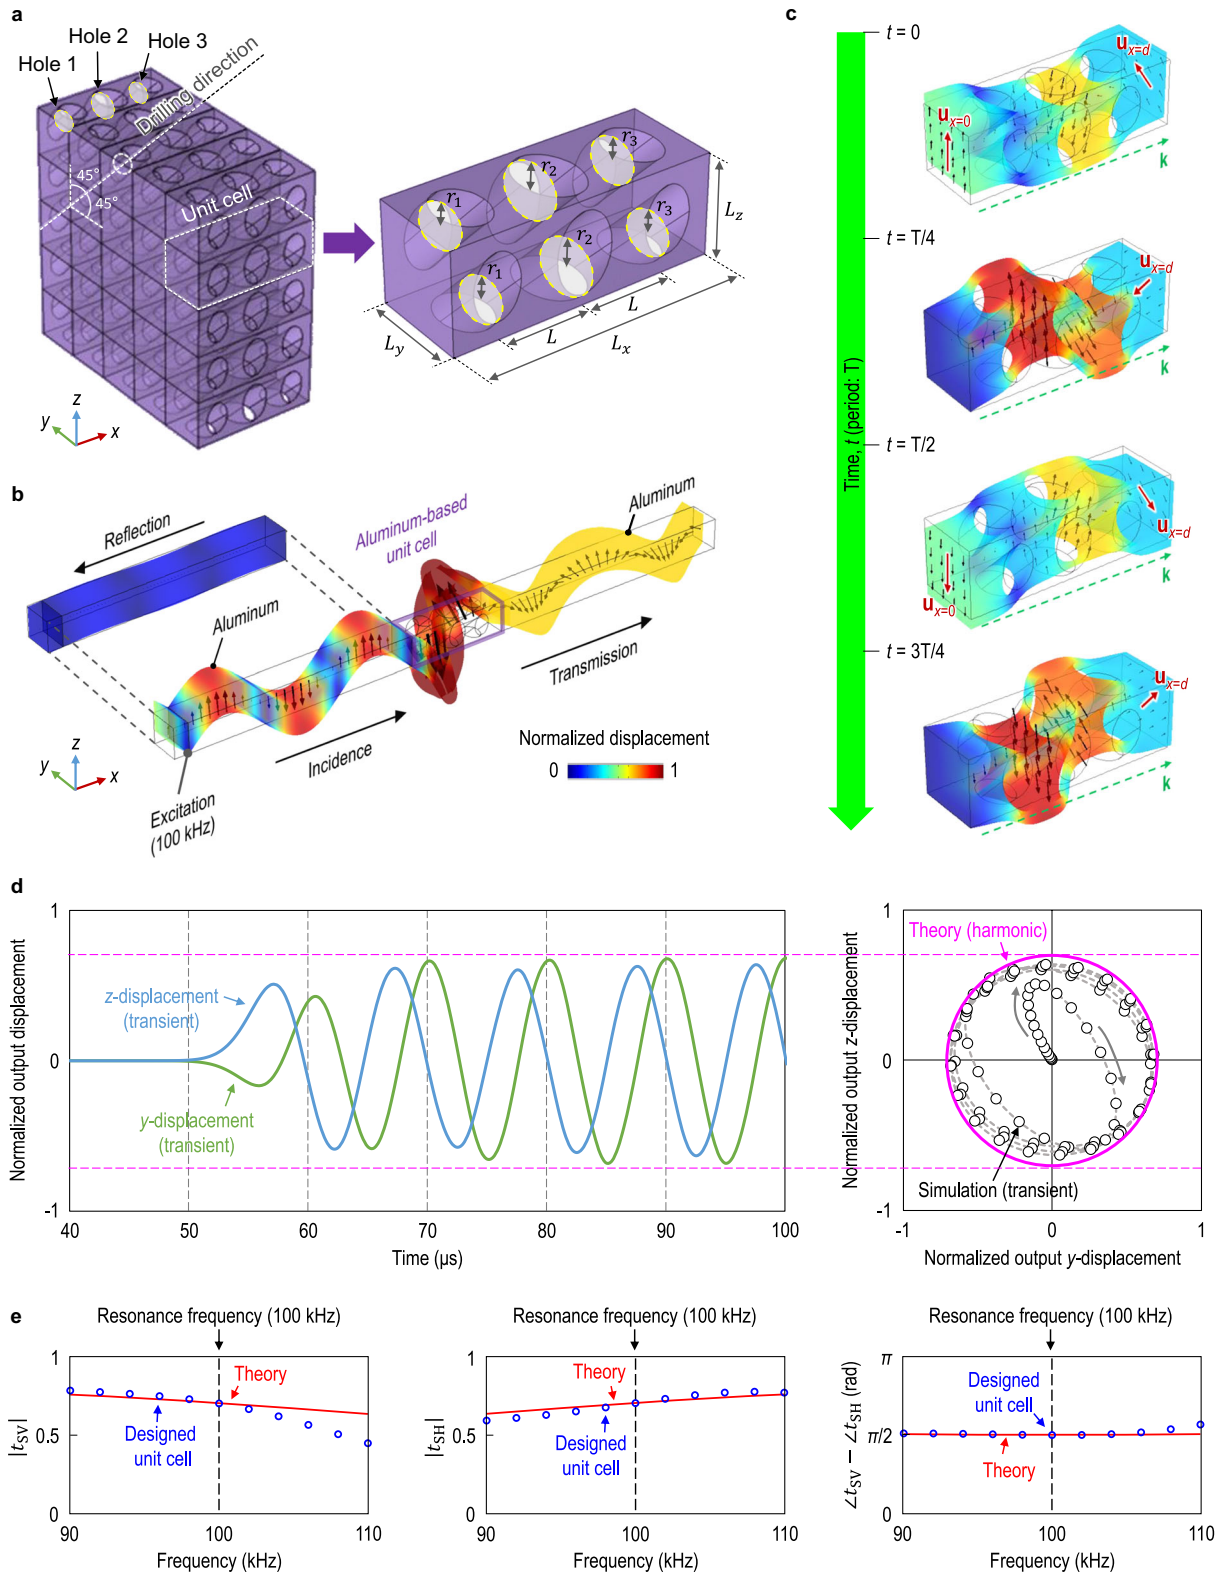 a
Hole 1
Hole 2
Hole 3
Drilling direction
45°
45°
Unit cell
r1
r2
r3
r1
r2
r3
Lz
L
L
Ly
Lx
z
y
x
b
Reflection
Aluminum
Aluminum-based
unit cell
Aluminum
Transmission
Incidence
Excitation
(100 kHz)
z
y
x
Normalized displacement
0
1
c
Time, t (period: T)
t = 0
ux=0
ux=d
k
t = T/4
ux=d
k
t = T/2
ux=0
ux=d
k
t = 3T/4
ux=d
k
d
Normalized output displacement
1
0
-1
z-displacement
(transient)
y-displacement
(transient)
40
50
60
70
80
90
100
Time (μs)
Normalized output z-displacement
1
0
-1
Theory (harmonic)
Simulation (transient)
-1
0
1
Normalized output y-displacement
e
Resonance frequency (100 kHz)
|tSV|
1
0.5
0
Theory
Designed
unit cell
90
100
110
Frequency (kHz)
Resonance frequency (100 kHz)
|tSH|
1
0.5
0
Theory
Designed
unit cell
90
100
110
Frequency (kHz)
Resonance frequency (100 kHz)
∠tSV − ∠tSH (rad)
π
π/2
0
Designed
unit cell
Theory
90
100
110
Frequency (kHz)